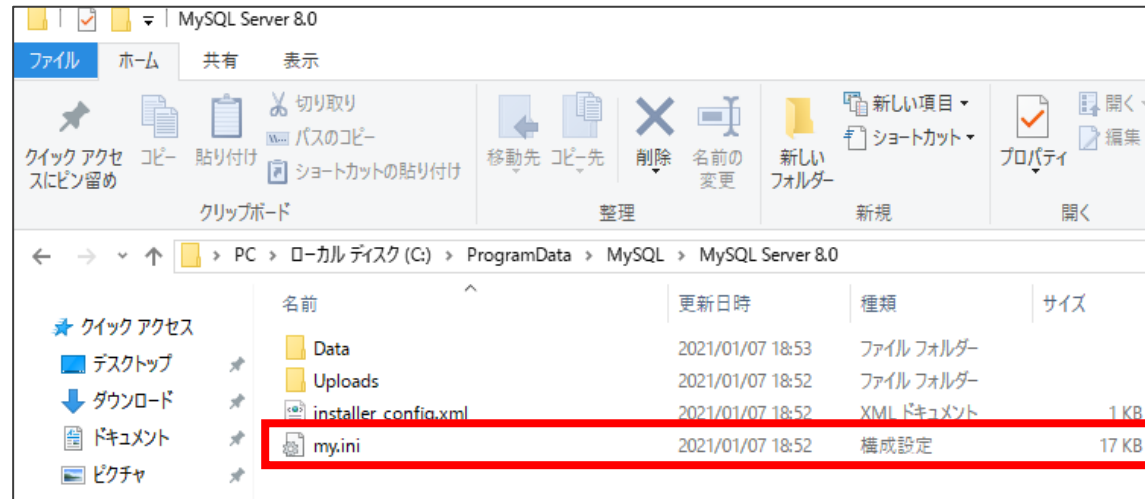 MySQL Server 8.0
ファイル ホーム 共有 表示
クイック アクセスにピン留め
コピー
貼り付け
切り取り
パスのコピー
ショートカットの貼り付け
移動先
コピー先
削除
名前の変更
新しいフォルダー
新しい項目
ショートカット
プロパティ
開く
編集
クリップボード 整理 新規 開く
PC > ローカル ディスク (C:) > ProgramData > MySQL > MySQL Server 8.0
名前 更新日時 種類 サイズ
クイック アクセス
デスクトップ
ダウンロード
ドキュメント
ピクチャ
Data 2021/01/07 18:53 ファイル フォルダー
Uploads 2021/01/07 18:52 ファイル フォルダー
installer_config.xml 2021/01/07 18:52 XML ドキュメント 1 KB
my.ini 2021/01/07 18:52 構成設定 17 KB